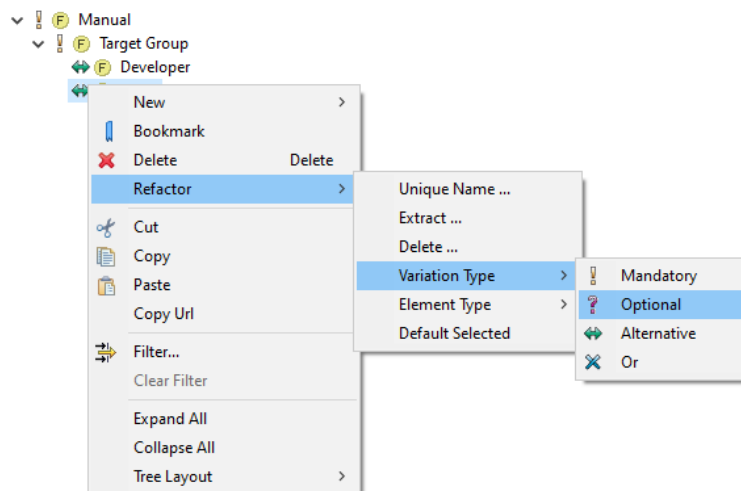 F Manual
F Target Group
F Developer
New
Bookmark
Delete Delete
Refactor
Unique Name ...
Extract ...
Delete ...
Variation Type
Mandatory
Optional
Alternative
Or
Element Type
Default Selected
Cut
Copy
Paste
Copy Url
Filter...
Clear Filter
Expand All
Collapse All
Tree Layout